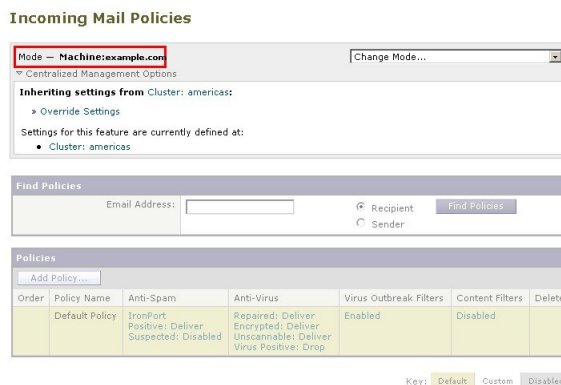 Incoming Mail Policies
Mode — Machine:example.com
Change Mode...
Centralized Management Options
Inheriting settings from Cluster: americas:
» Override Settings
Settings for this feature are currently defined at:
• Cluster: americas
Find Policies
Email Address:
Recipient
Find Policies
Sender
Policies
Add Policy...
Order Policy Name Anti-Spam Anti-Virus Virus Outbreak Filters Content Filters Delete
Default Policy IronPort Repaired: Deliver Enabled Disabled
Positive: Deliver Encrypted: Deliver
Suspected: Disabled Unscannable: Deliver
Virus Positive: Drop
Key: Default Custom Disabled